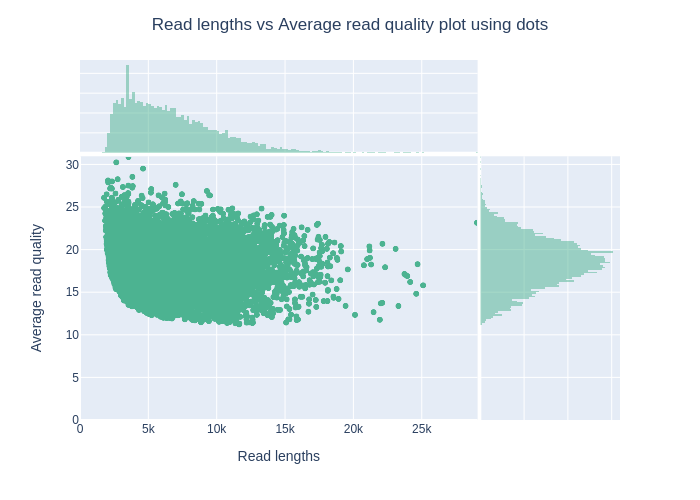 Read lengths vs Average read quality plot using dots
30
25
20
15
10
5
0
Average read quality
0
5k
10k
15k
20k
25k
Read lengths